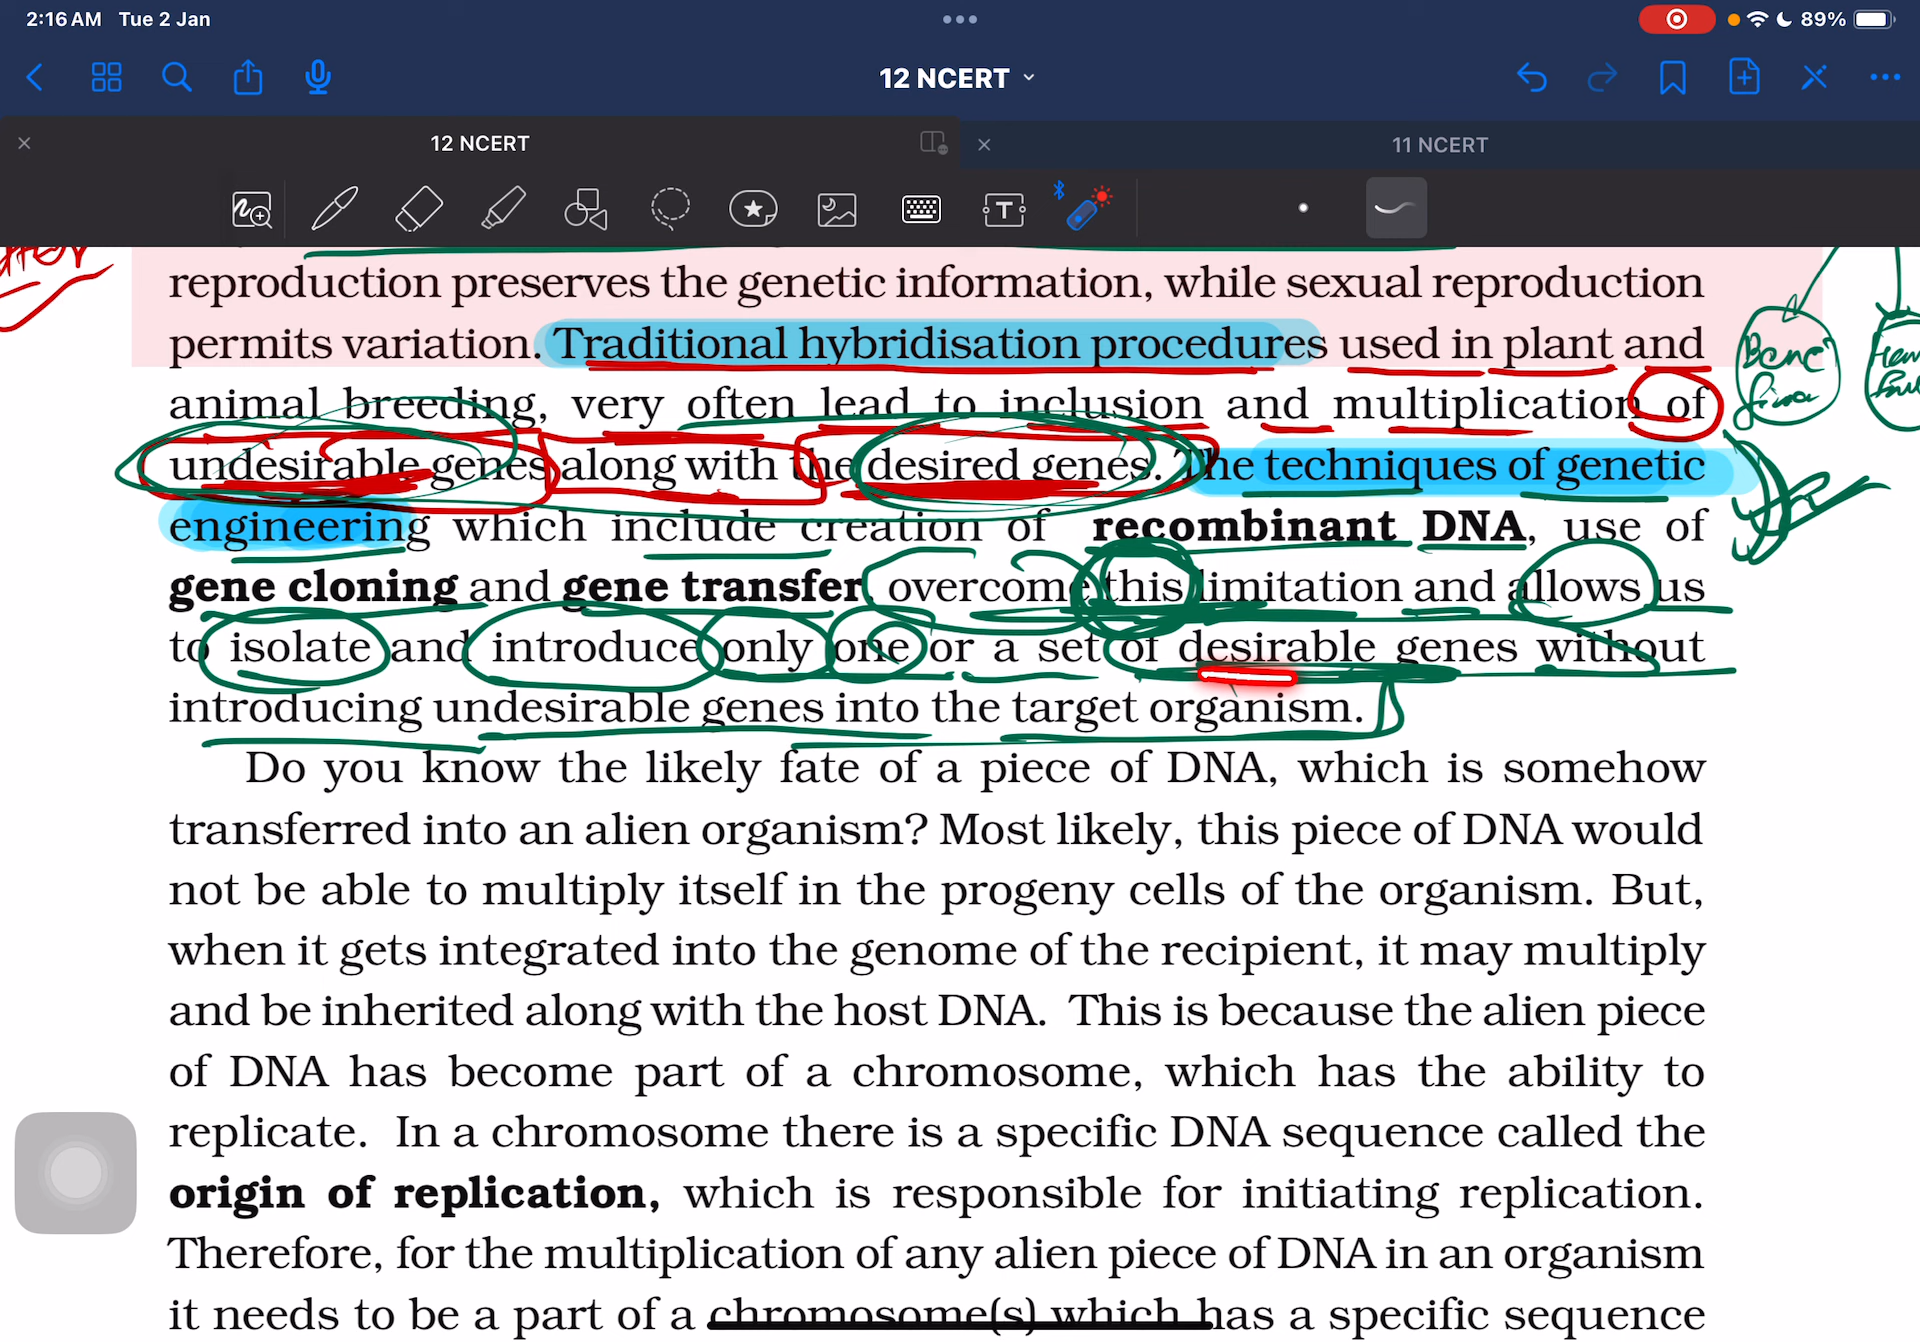 2:16 AM Tue 2 Jan
89%
12 NCERT
12 NCERT
11 NCERT
reproduction preserves the genetic information, while sexual reproduction
permits variation. Traditional hybridisation procedures used in plant and
animal breeding, very often lead to inclusion and multiplication of
undesirable genes along with the desired genes. The techniques of genetic
engineering which include creation of recombinant DNA, use of
gene cloning and gene transfer, overcome this limitation and allows us
to isolate and introduce only one or a set of desirable genes without
introducing undesirable genes into the target organism.
Do you know the likely fate of a piece of DNA, which is somehow
transferred into an alien organism? Most likely, this piece of DNA would
not be able to multiply itself in the progeny cells of the organism. But,
when it gets integrated into the genome of the recipient, it may multiply
and be inherited along with the host DNA. This is because the alien piece
of DNA has become part of a chromosome, which has the ability to
replicate. In a chromosome there is a specific DNA sequence called the
origin of replication, which is responsible for initiating replication.
Therefore, for the multiplication of any alien piece of DNA in an organism
it needs to be a part of a chromosome(s) which has a specific sequence